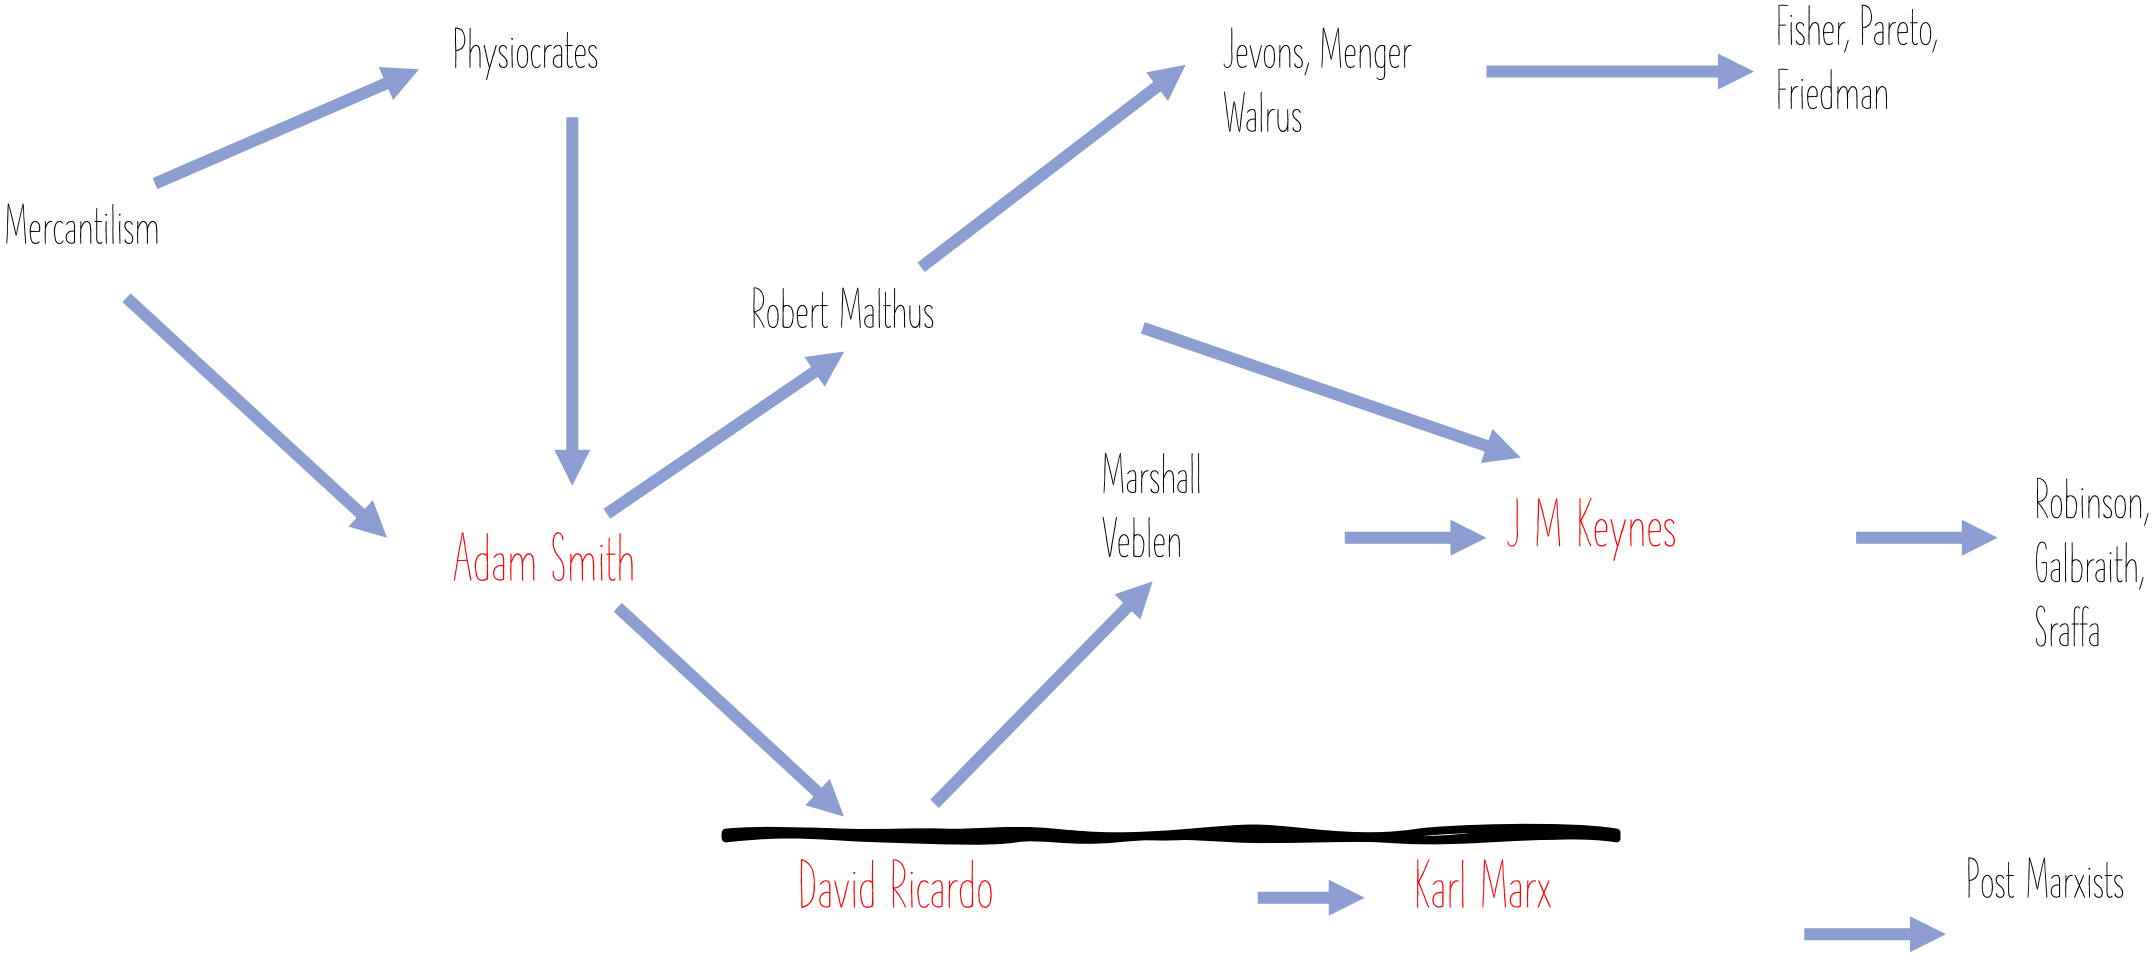 Physiocrates
Jevons, Menger
Walrus
Fisher, Pareto,
Friedman
Mercantilism
Robert Malthus
Marshall
Veblen
J M Keynes
Robinson,
Galbraith,
Sraffa
Adam Smith
David Ricardo
Karl Marx
Post Marxists